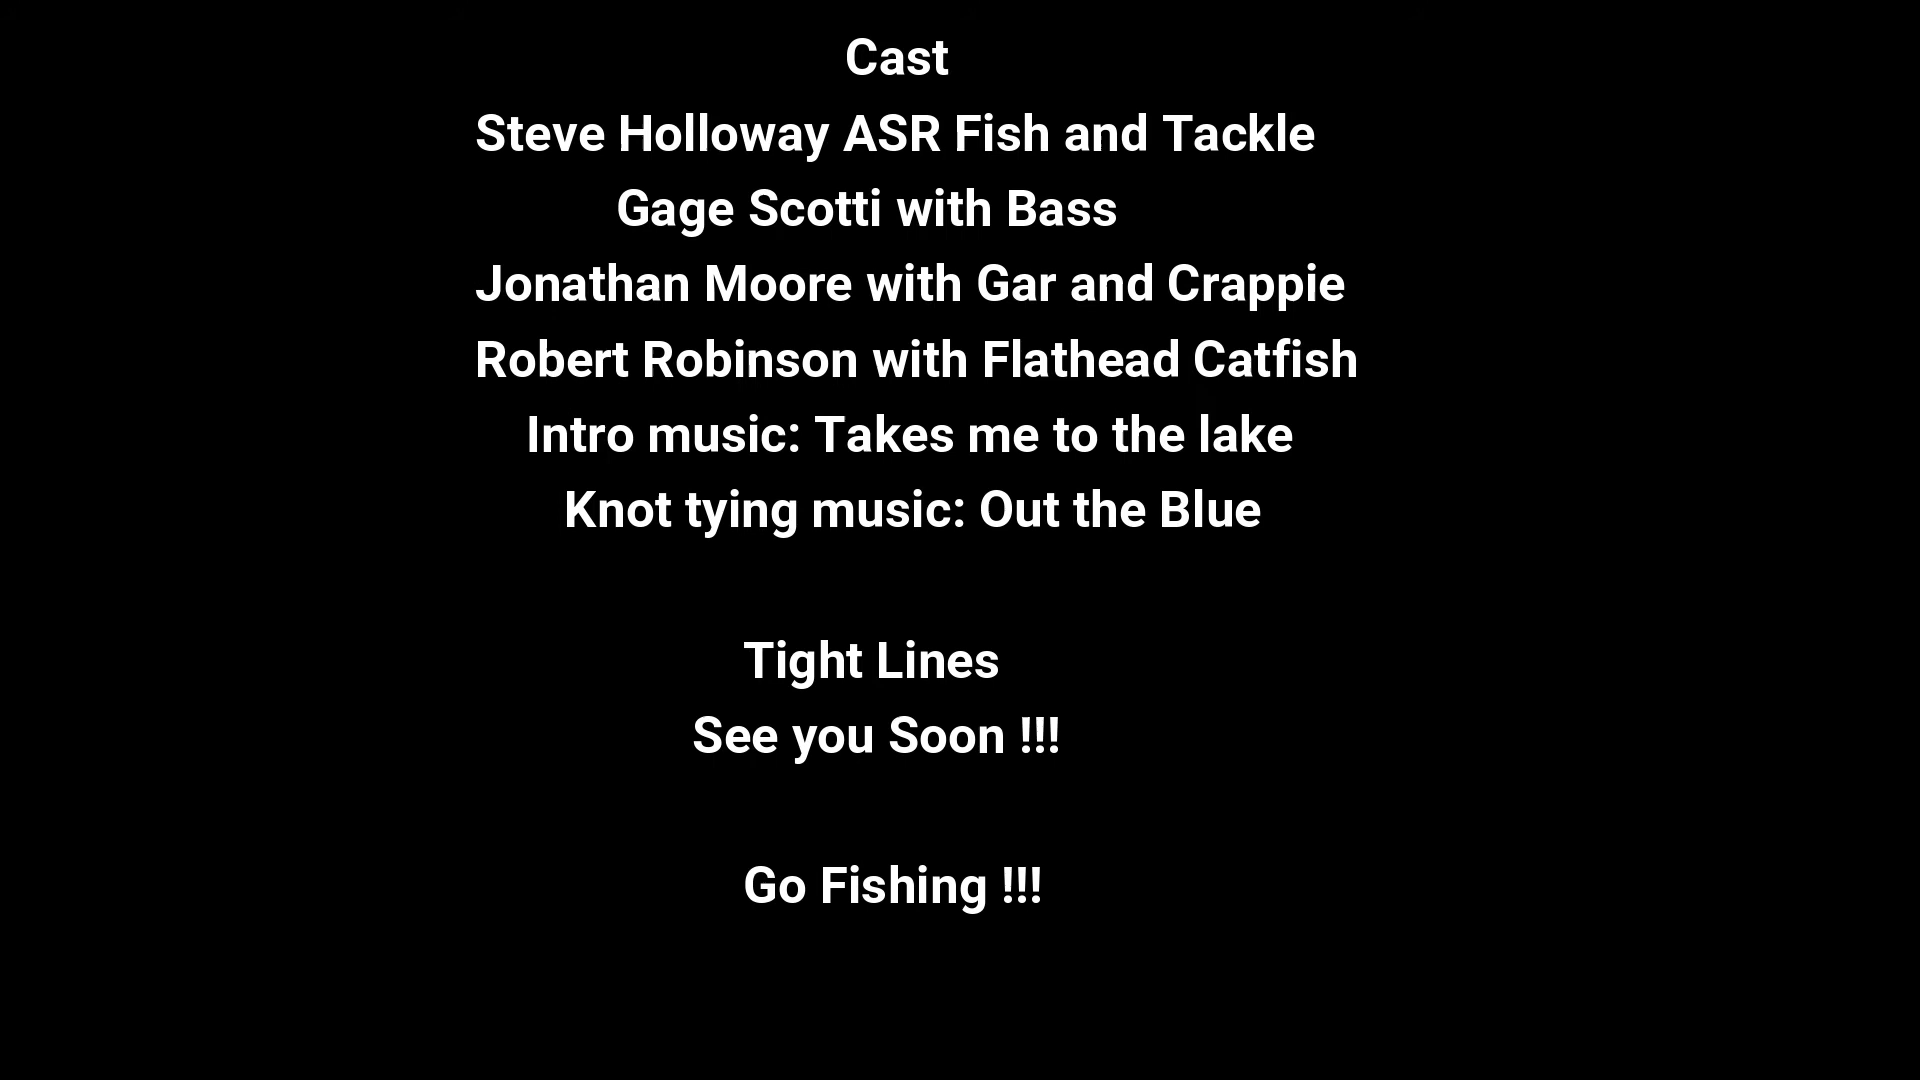 Cast
Steve Holloway ASR Fish and Tackle
Gage Scotti with Bass
Jonathan Moore with Gar and Crappie
Robert Robinson with Flathead Catfish
Intro music: Takes me to the lake
Knot tying music: Out the Blue
Tight Lines
See you Soon !!!
Go Fishing !!!